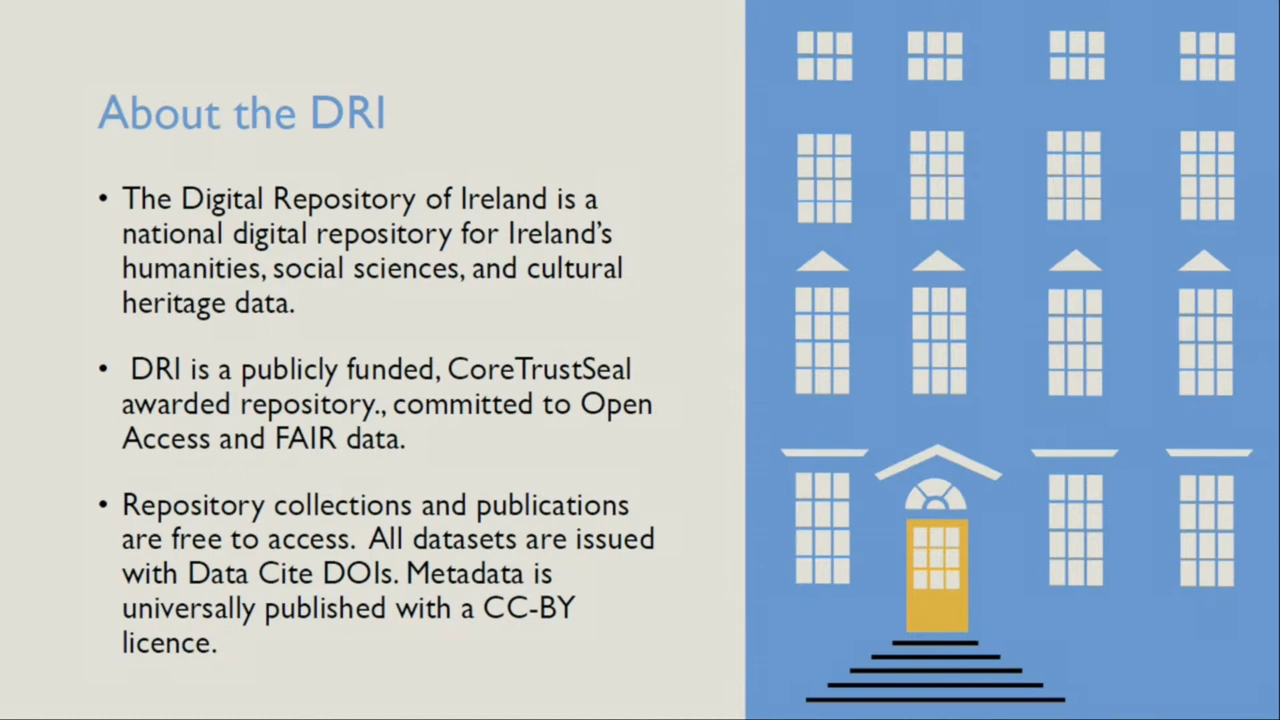 About the DRI
• The Digital Repository of Ireland is a
national digital repository for Ireland’s
humanities, social sciences, and cultural
heritage data.
• DRI is a publicly funded, CoreTrustSeal
awarded repository., committed to Open
Access and FAIR data.
• Repository collections and publications
are free to access. All datasets are issued
with Data Cite DOIs. Metadata is
universally published with a CC-BY
licence.